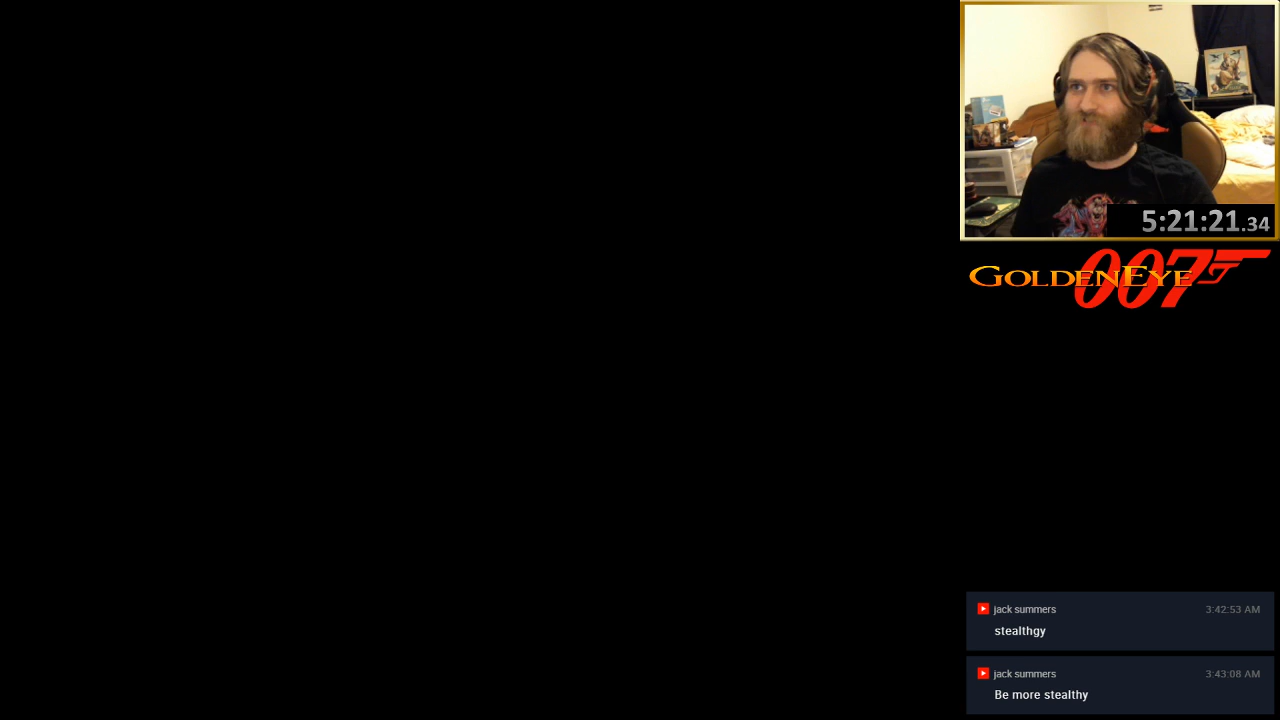 5:21:21.34
GOLDENEYE 007
jack summers 3:42:53 AM
stealthgy
jack summers 3:43:08 AM
Be more stealthy